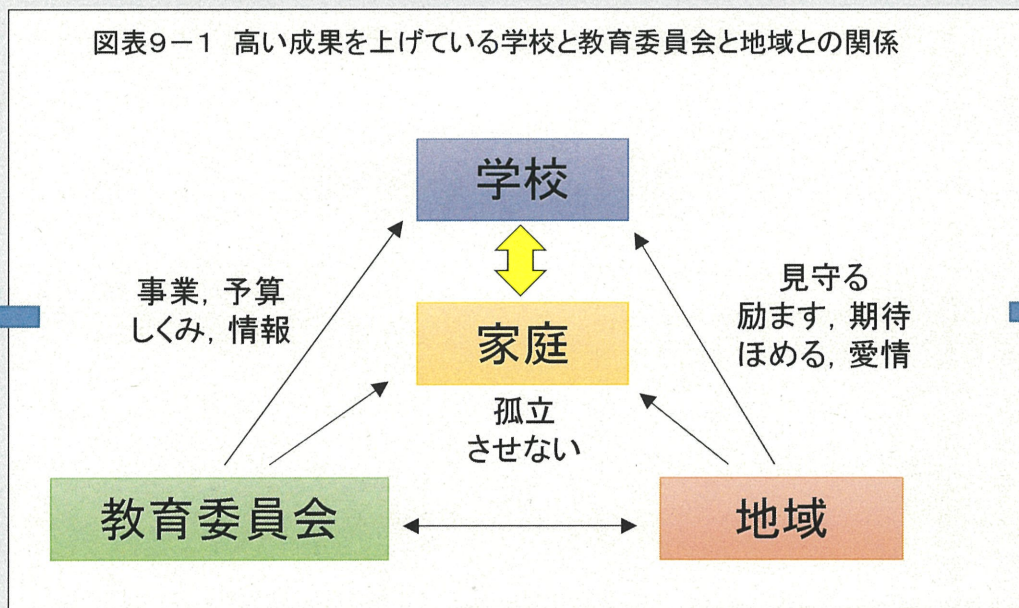 図表9-1 高い成果を上げている学校と教育委員会と地域との関係
学校
事業,予算
しくみ,情報
見守る
励ます,期待
ほめる,愛情
家庭
孤立
させない
教育委員会
地域